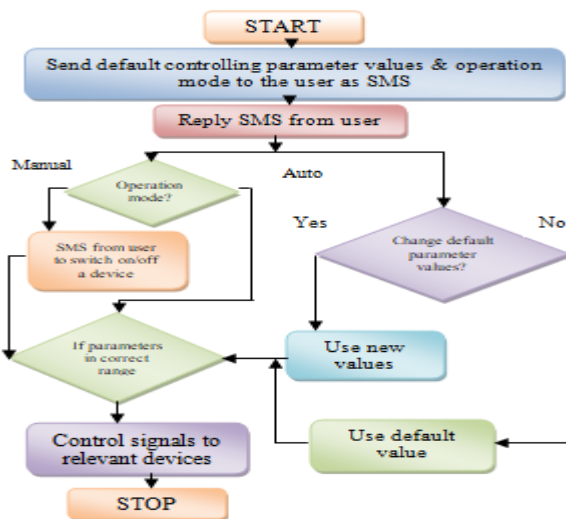 START
Send default controlling parameter values & operation
mode to the user as SMS
Reply SMS from user
Manual
Operation
mode?
Auto
Yes
No
SMS from user
to switch on/off
a device
Change default
parameter
values?
If parameters
in correct
range
Use new
values
Control signals to
relevant devices
Use default
value
STOP